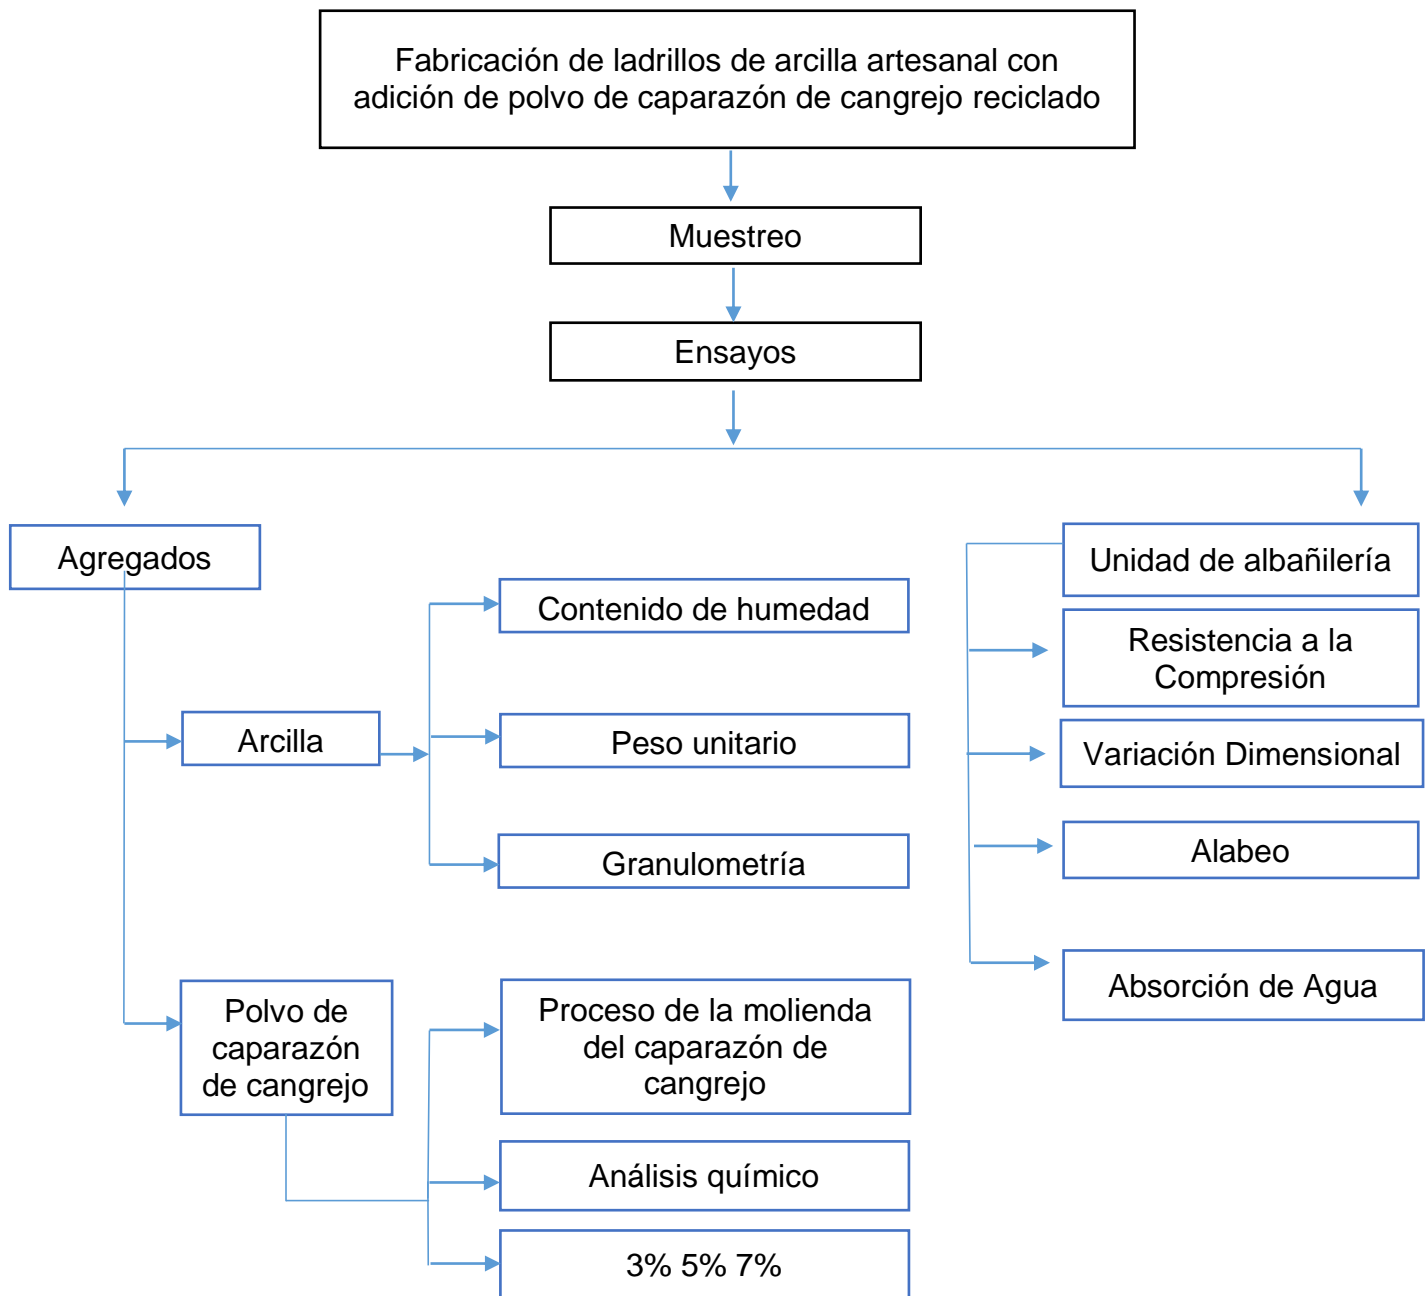 Fabricación de ladrillos de arcilla artesanal con
adición de polvo de caparazón de cangrejo reciclado
Muestreo
Ensayos
Agregados
Arcilla
Contenido de humedad
Peso unitario
Granulometría
Polvo de
caparazón
de cangrejo
Proceso de la molienda
del caparazón de
cangrejo
Análisis químico
3% 5% 7%
Unidad de albañilería
Resistencia a la
Compresión
Variación Dimensional
Alabeo
Absorción de Agua